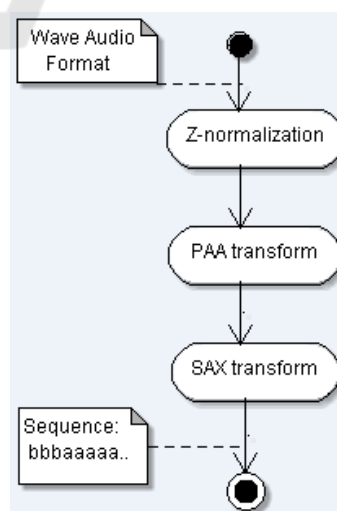 Wave Audio
Format
Z-normalization
PAA transform
SAX transform
Sequence:
bbbaaaaa..